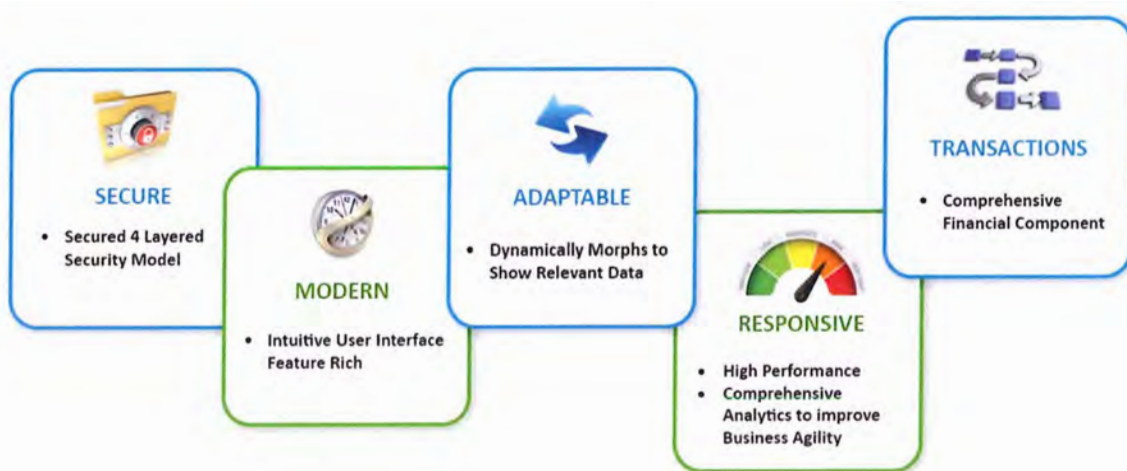 SECURE
• Secured 4 Layered
Security Model
MODERN
• Intuitive User Interface
Feature Rich
ADAPTABLE
• Dynamically Morphs to
Show Relevant Data
RESPONSIVE
• High Performance
• Comprehensive
Analytics to improve
Business Agility
TRANSACTIONS
• Comprehensive
Financial Component